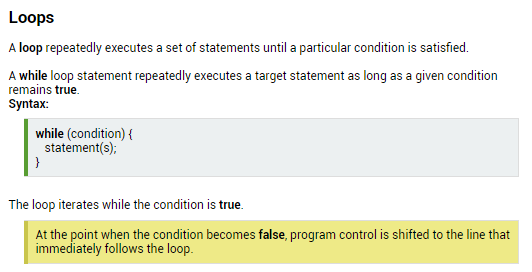 Loops
A loop repeatedly executes a set of statements until a particular condition is satisfied.
A while loop statement repeatedly executes a target statement as long as a given condition
remains true.
Syntax:
while (condition) {
statement(s);
}
The loop iterates while the condition is true.
At the point when the condition becomes false, program control is shifted to the line that
immediately follows the loop.